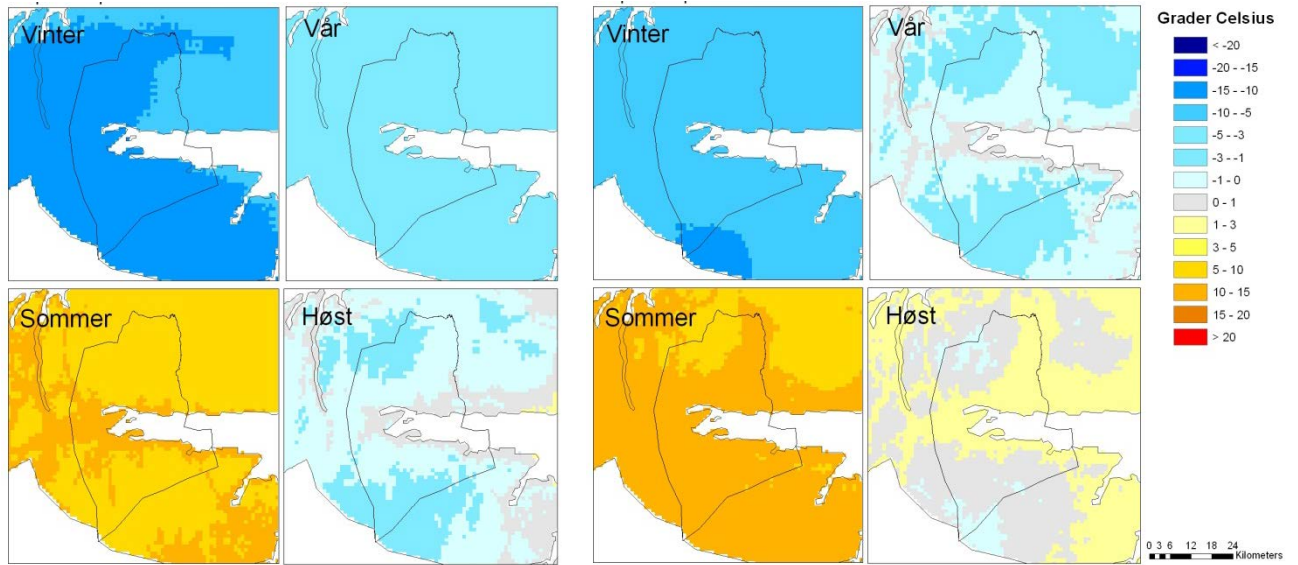 Vinter
Vår
Vinter
Vår
Grader Celsius
< -20
-20 - -15
-15 - -10
-10 - -5
-5 - -3
-3 - -1
-1 - 0
0 - 1
1 - 3
3 - 5
5 - 10
10 - 15
15 - 20
> 20
Sommer
Høst
Sommer
Høst
0 3 6 12 18 24
Kilometers